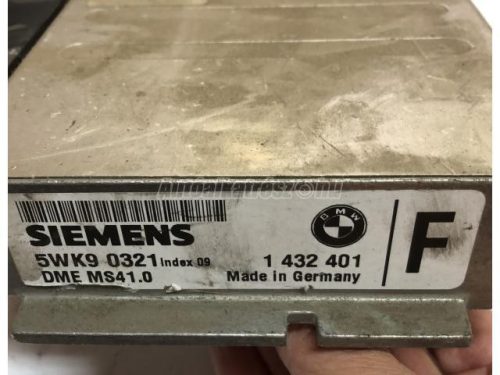 BMW
SIEMENS
5WK9 0321 Index 09 1 432 401
DME MS41.0 Made in Germany
F